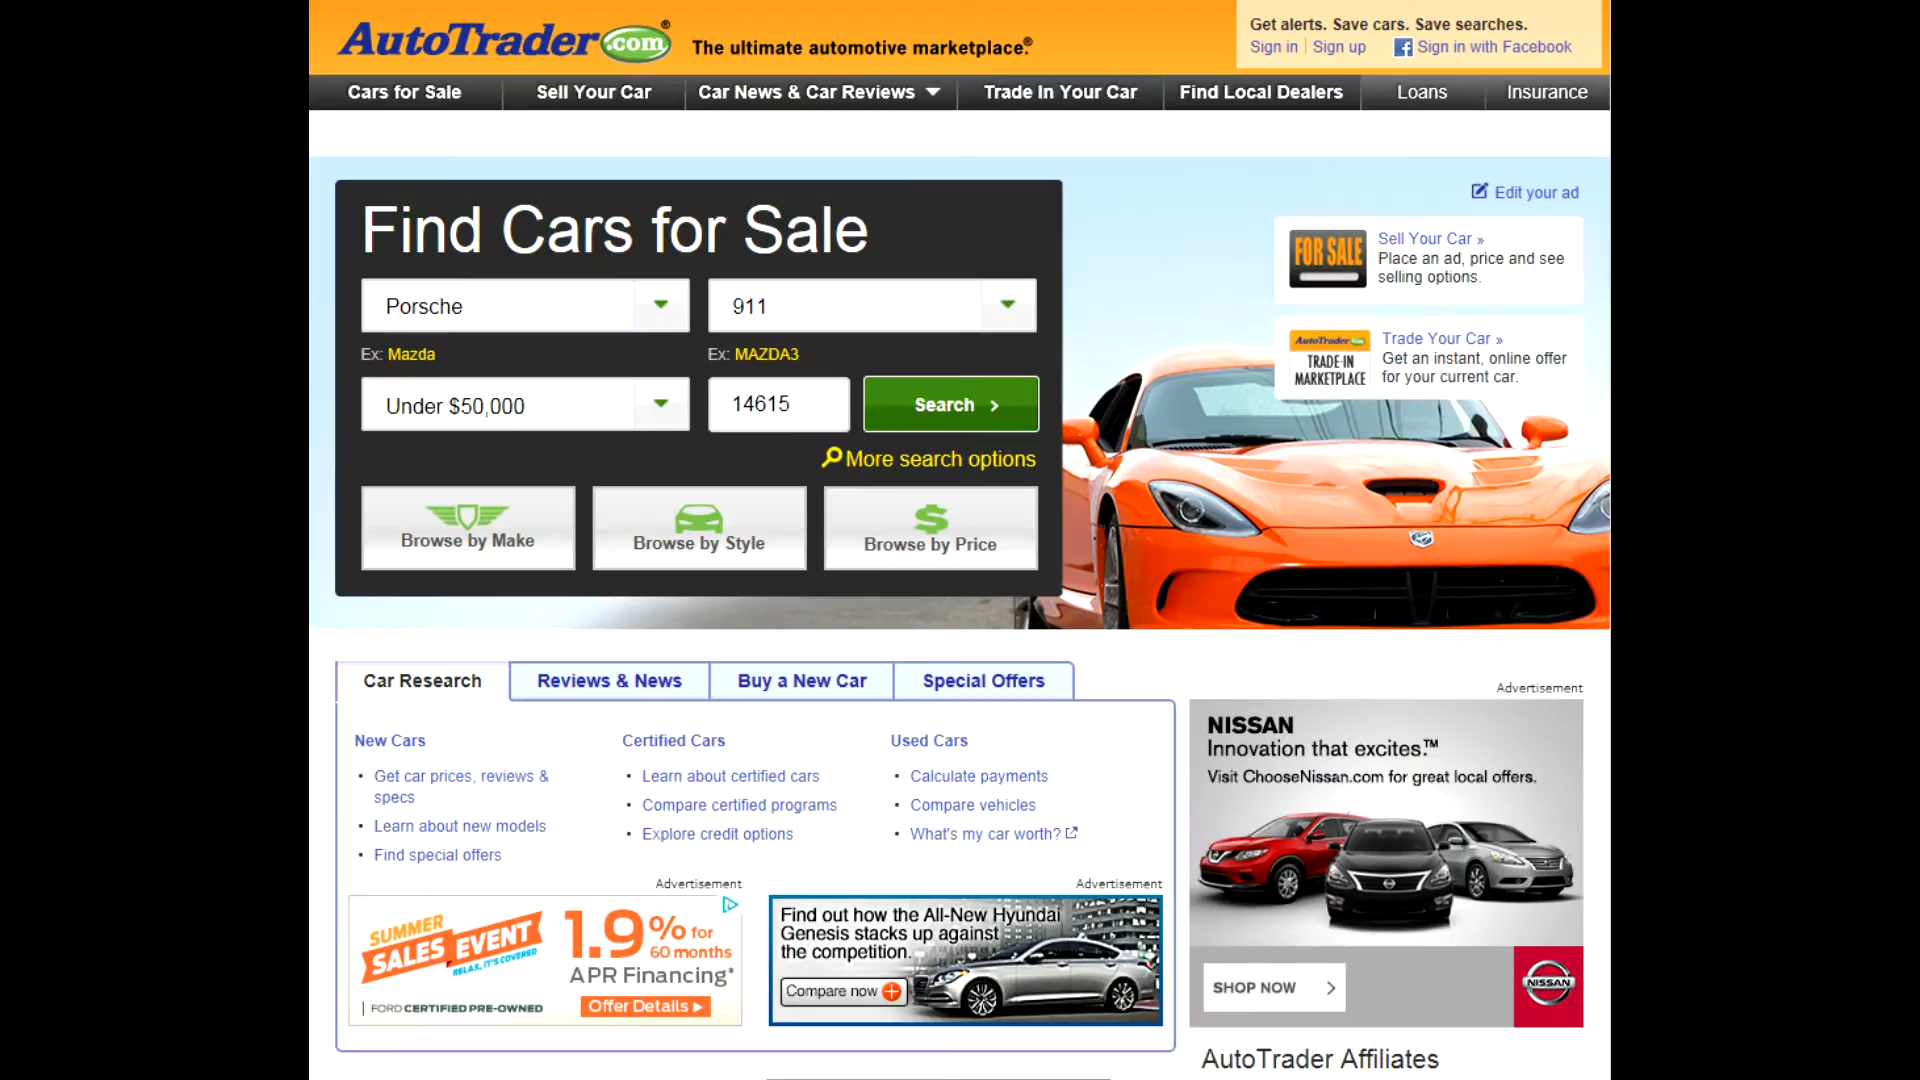 AutoTrader.com®
The ultimate automotive marketplace.®
Get alerts. Save cars. Save searches.
Sign in | Sign up Sign in with Facebook
Cars for Sale
Sell Your Car
Car News & Car Reviews
Trade In Your Car
Find Local Dealers
Loans
Insurance
Edit your ad
Find Cars for Sale
Porsche
911
Ex: Mazda
Ex: MAZDA3
Under $50,000
14615
Search
More search options
Browse by Make
Browse by Style
Browse by Price
FOR SALE
Sell Your Car »
Place an ad, price and see
selling options.
AutoTrader.com
TRADE-IN
MARKETPLACE
Trade Your Car »
Get an instant, online offer
for your current car.
Car Research
Reviews & News
Buy a New Car
Special Offers
New Cars
• Get car prices, reviews &
specs
• Learn about new models
• Find special offers
Certified Cars
• Learn about certified cars
• Compare certified programs
• Explore credit options
Used Cars
• Calculate payments
• Compare vehicles
• What's my car worth?
Advertisement
SUMMER
SALES EVENT
RELAX, IT'S COVERED
1.9% for
60 months
APR Financing*
FORD CERTIFIED PRE-OWNED
Offer Details
Advertisement
Find out how the All-New Hyundai
Genesis stacks up against
the competition.
Compare now
Advertisement
NISSAN
Innovation that excites.™
Visit ChooseNissan.com for great local offers.
SHOP NOW
NISSAN
AutoTrader Affiliates